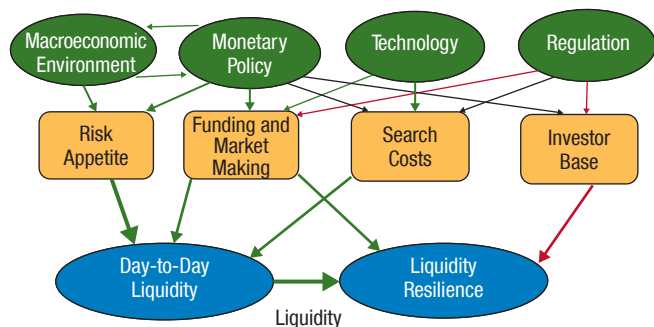 Macroeconomic
Environment
Monetary
Policy
Technology
Regulation
Risk
Appetite
Funding and
Market
Making
Search
Costs
Investor
Base
Day-to-Day
Liquidity
Liquidity
Resilience
Liquidity